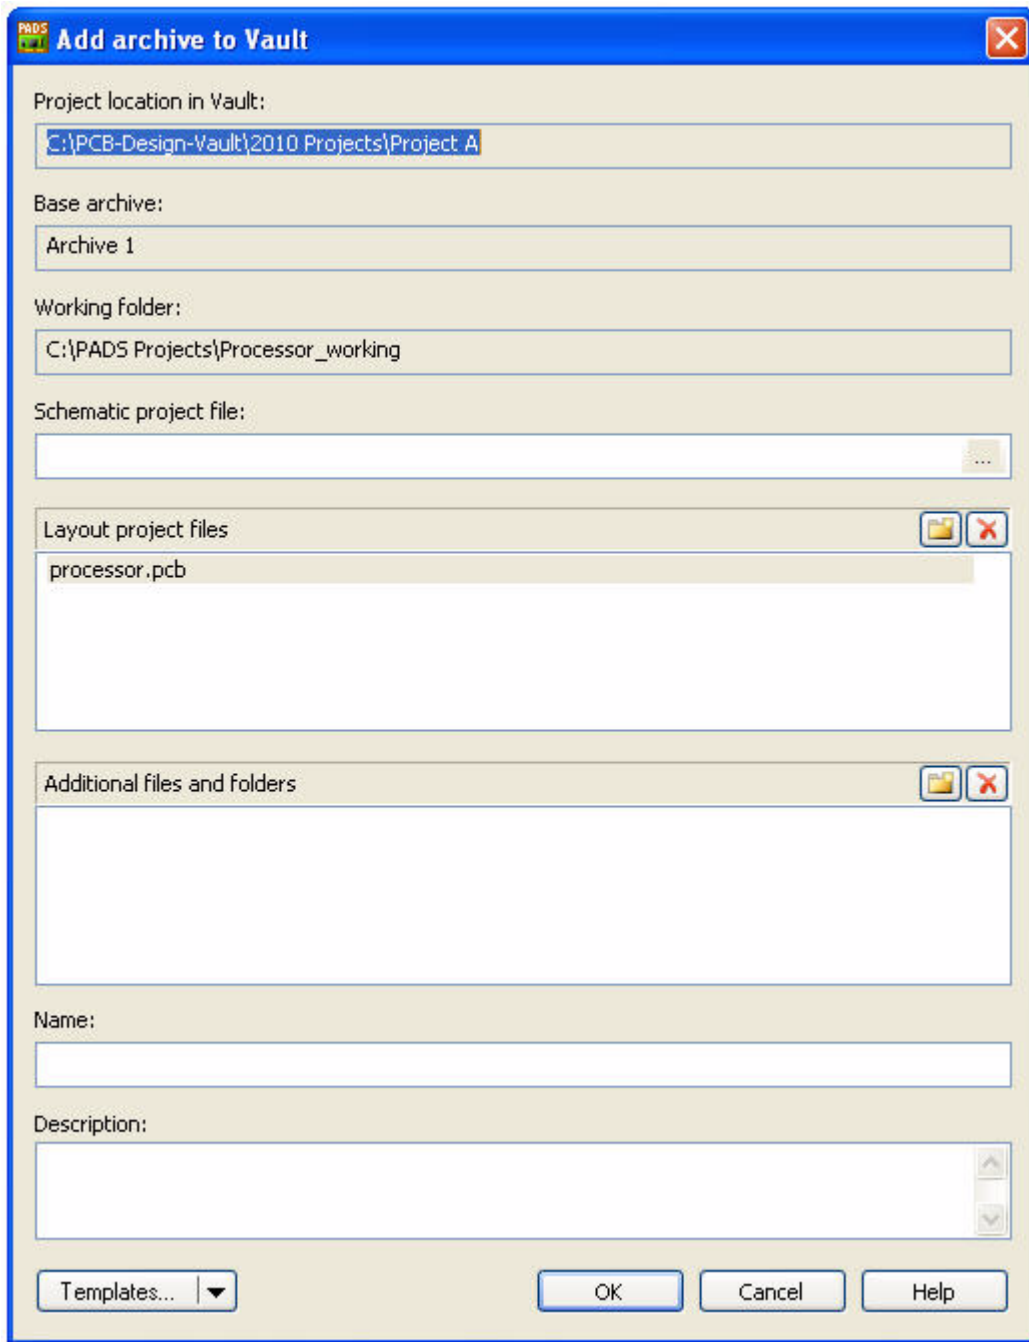 PADS
Add archive to Vault
Project location in Vault:
C:\PCB-Design-Vault\2010 Projects\Project A
Base archive:
Archive 1
Working folder:
C:\PADS Projects\Processor_working
Schematic project file:
...
Layout project files
processor.pcb
Additional files and folders
Name:
Description:
Templates...
OK
Cancel
Help